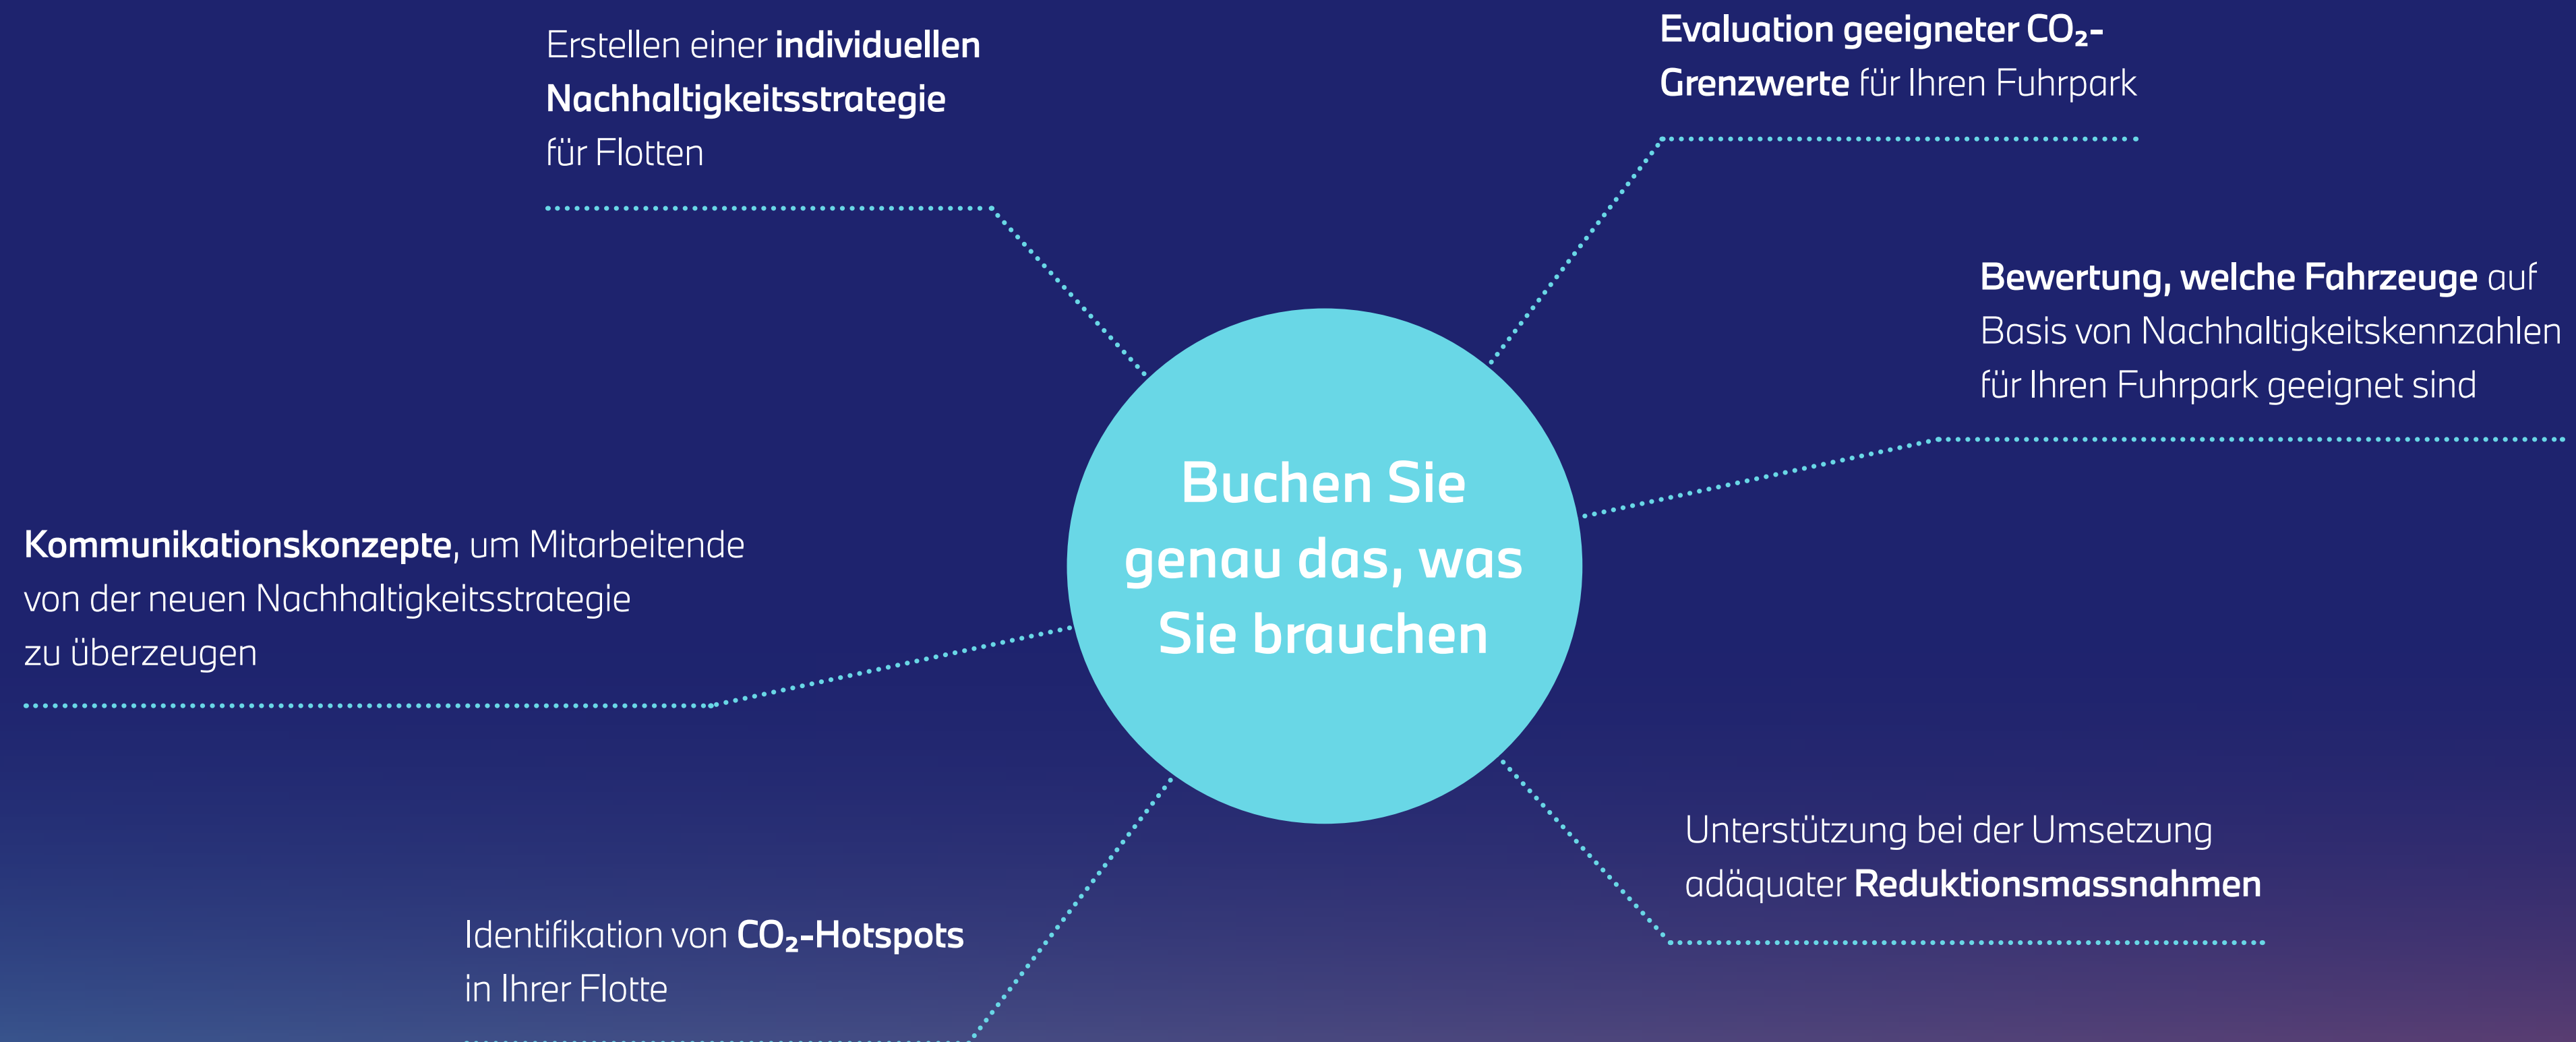 Erstellen einer individuellen
Nachhaltigkeitsstrategie
für Flotten
Evaluation geeigneter CO₂-
Grenzwerte für Ihren Fuhrpark
Bewertung, welche Fahrzeuge auf
Basis von Nachhaltigkeitskennzahlen
für Ihren Fuhrpark geeignet sind
Buchen Sie
genau das, was
Sie brauchen
Kommunikationskonzepte, um Mitarbeitende
von der neuen Nachhaltigkeitsstrategie
zu überzeugen
Unterstützung bei der Umsetzung
adäquater Reduktionsmassnahmen
Identifikation von CO₂-Hotspots
in Ihrer Flotte